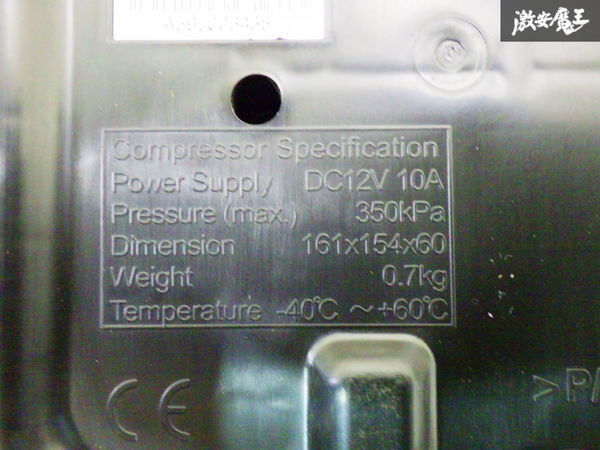 激安魔王
Compressor Specification
Power Supply DC12V 10A
Pressure (max.) 350kPa
Dimension 161x154x60
Weight 0.7kg
Temperature -40℃ ～+60℃
CE